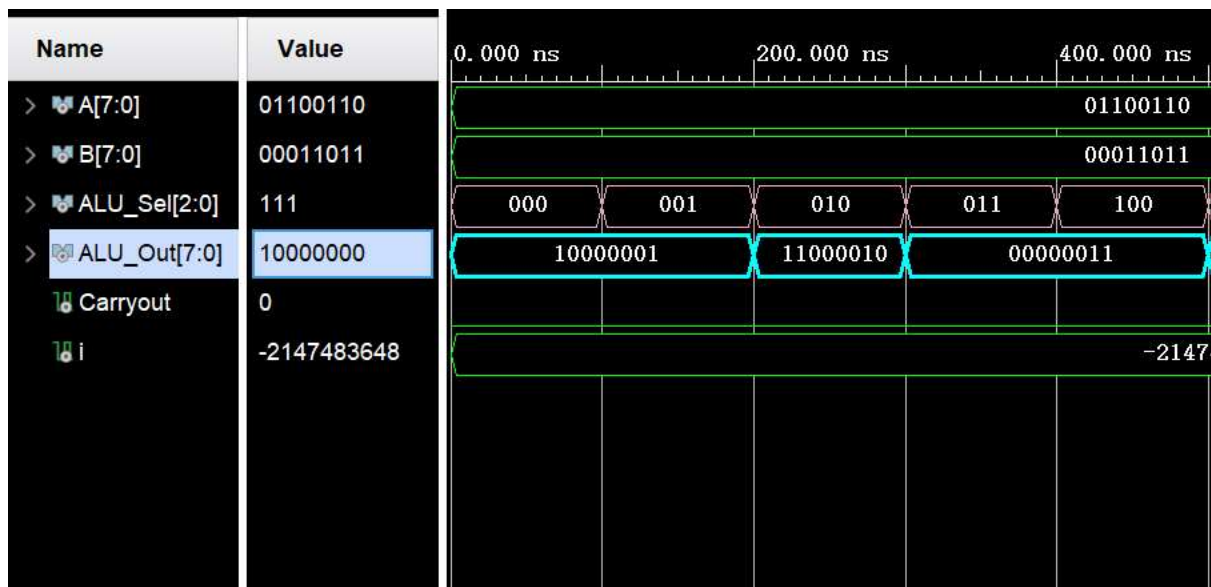 Name Value 0.000 ns 200.000 ns 400.000 ns
A[7:0] 01100110 01100110
B[7:0] 00011011 00011011
ALU_Sel[2:0] 111 000 001 010 011 100
ALU_Out[7:0] 10000000 10000001 11000010 00000011
Carryout 0
i -2147483648 -2147